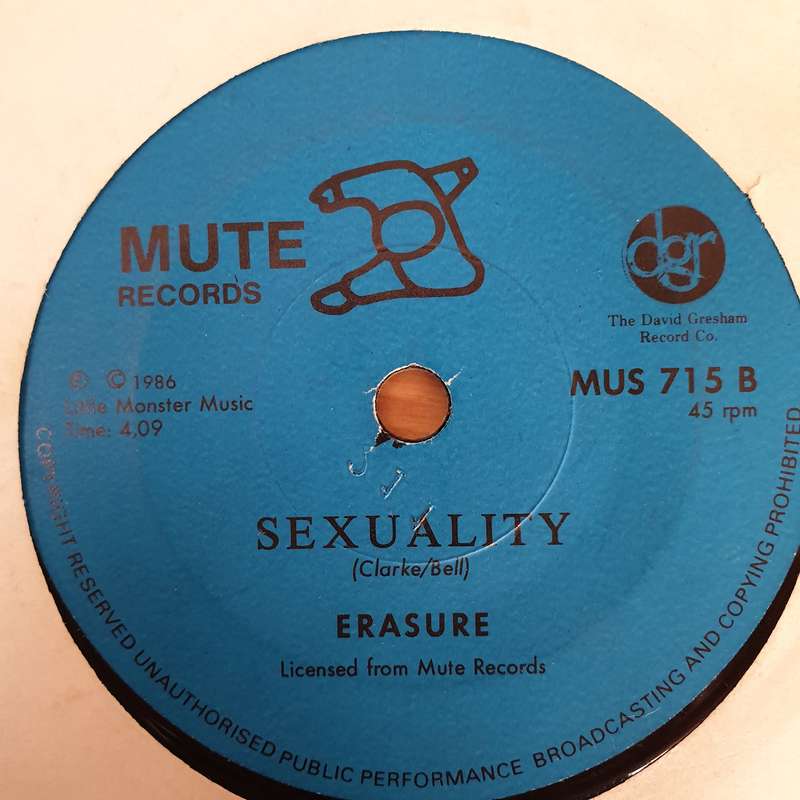 MUTE
RECORDS
dgr
The David Gresham
Record Co.
℗ © 1986
Little Monster Music
Time: 4,09
MUS 715 B
45 rpm
SEXUALITY
(Clarke/Bell)
ERASURE
Licensed from Mute Records
COPYRIGHT RESERVED UNAUTHORISED PUBLIC PERFORMANCE BROADCASTING AND COPYING PROHIBITED